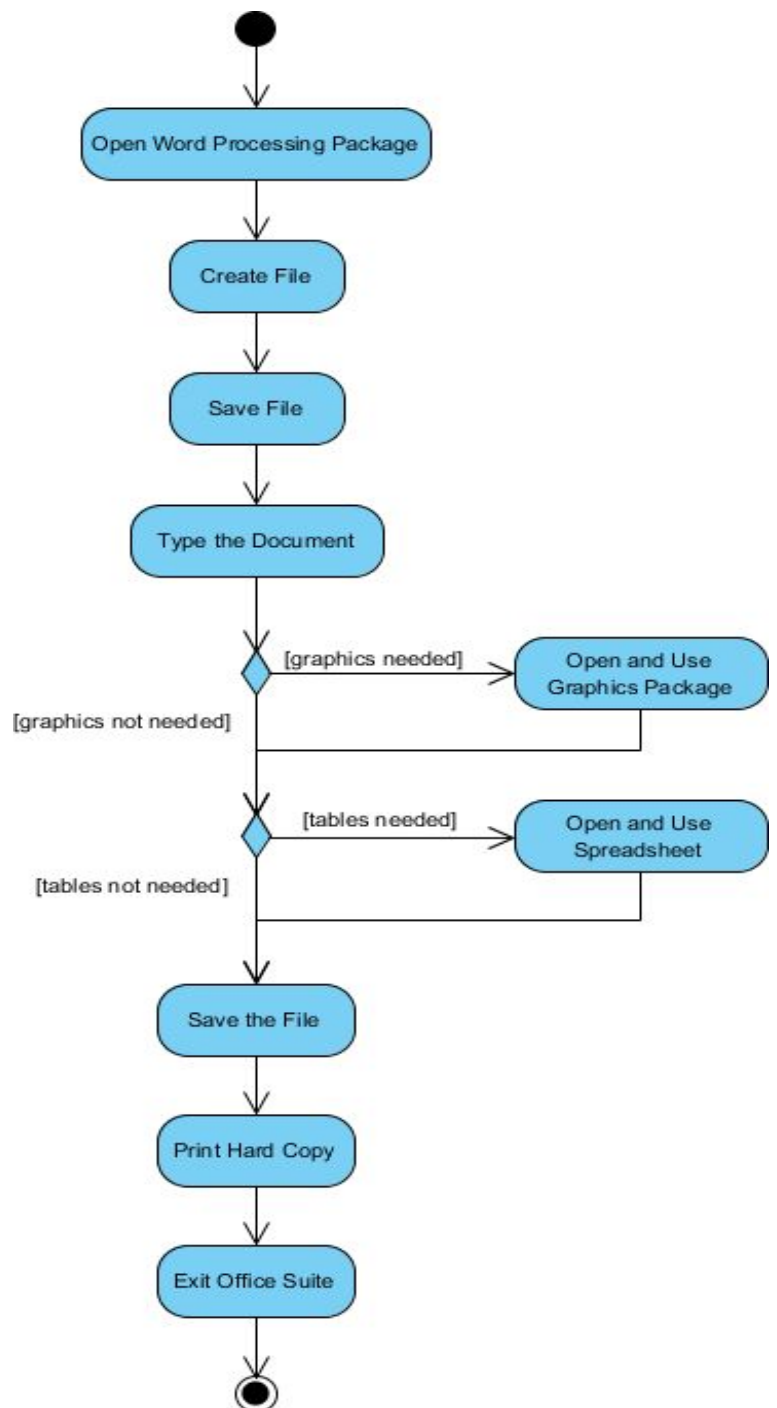 Open Word Processing Package
Create File
Save File
Type the Document
[graphics needed]
Open and Use
Graphics Package
[graphics not needed]
[tables needed]
Open and Use
Spreadsheet
[tables not needed]
Save the File
Print Hard Copy
Exit Office Suite